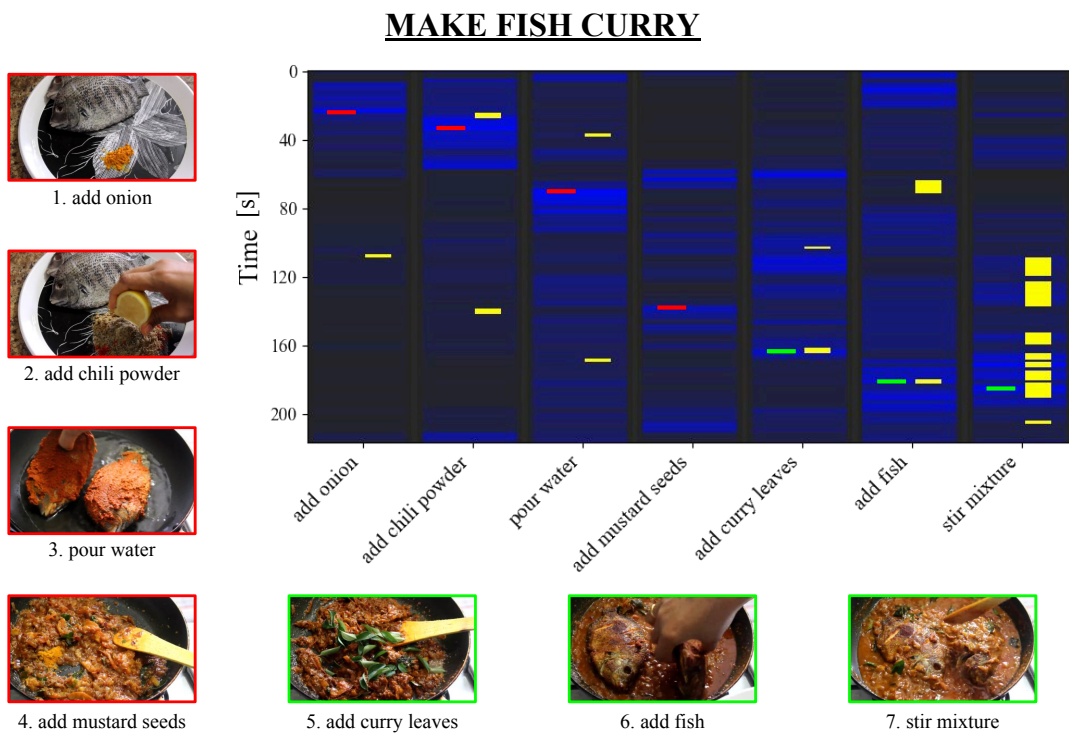 MAKE FISH CURRY
1. add onion
2. add chili powder
3. pour water
4. add mustard seeds
5. add curry leaves
6. add fish
7. stir mixture
Time [s]
0
40
80
120
160
200
add onion
add chili powder
pour water
add mustard seeds
add curry leaves
add fish
stir mixture